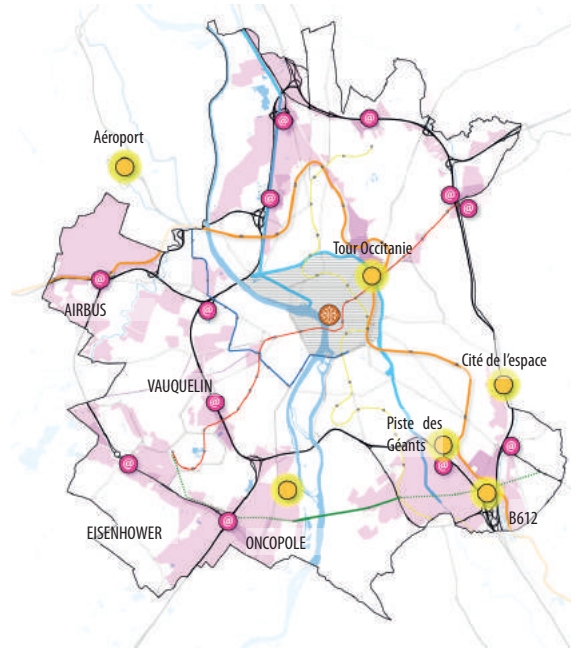 @
@
Aéroport
@
@
@
Tour Occitanie
@
AIRBUS
@
Cité de l'espace
VAUQUELIN
@
Piste des
Géants
@
@
@
B612
EISENHOWER
@
ONCOPOLE